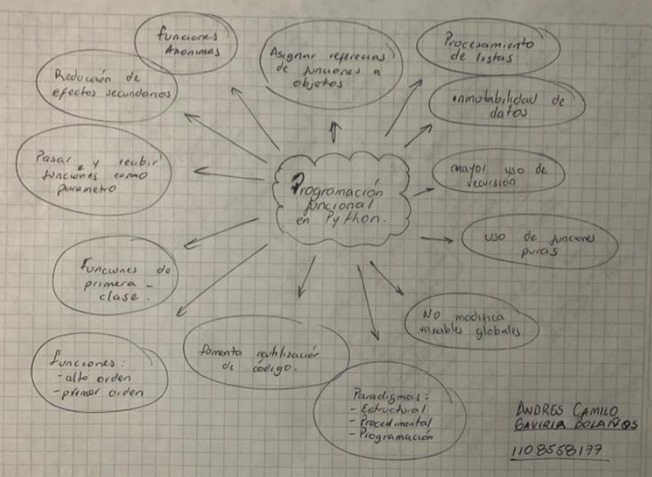 funciones
Anonimas
Asignar referencias
de funciones a
objetos
Procesamiento
de listas
Reducción de
efectos secundarios
inmutabilidad de
datos
Pasar y recibir
funciones como
parametro
Programación
funcional
en Python.
mayor uso de
recursión
uso de funciones
puras
Funciones de
primera -
clase.
No modifica
variables globales
funciones:
-alto orden
-primer orden
fomenta reutilización
de código.
Paradigmas:
- Estructural
- Procedimental
- Programación
ANDRES CAMILO
GAVIRIA BOLAÑOS
1108558177